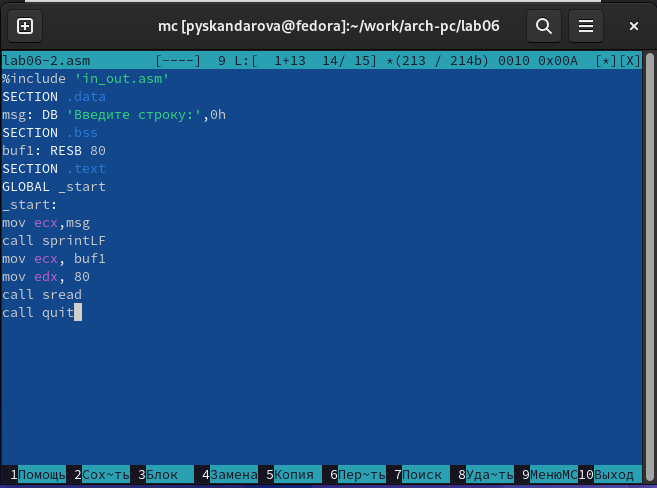 mc [pyskandarova@fedora]:~/work/arch-pc/lab06
lab06-2.asm [----] 9 L:[ 1+13 14/ 15] *(213 / 214b) 0010 0x00A [*][X]
%include 'in_out.asm'
SECTION .data
msg: DB 'Введите строку:',0h
SECTION .bss
buf1: RESB 80
SECTION .text
GLOBAL _start
_start:
mov ecx,msg
call sprintLF
mov ecx, buf1
mov edx, 80
call sread
call quit
1Помощь 2Сох~ть 3Блок 4Замена 5Копия 6Пер~ть 7Поиск 8Уда~ть 9МенюMC 10Выход